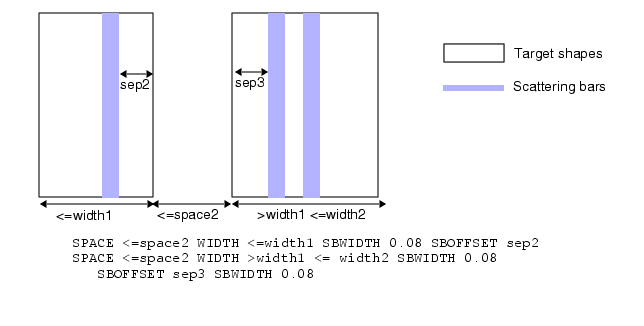 Target shapes
sep2
sep3
Scattering bars
<=width1
<=space2
>width1 <=width2
SPACE <=space2 WIDTH <=width1 SBWIDTH 0.08 SBOFFSET sep2
SPACE <=space2 WIDTH >width1 <= width2 SBWIDTH 0.08
SBOFFSET sep3 SBWIDTH 0.08